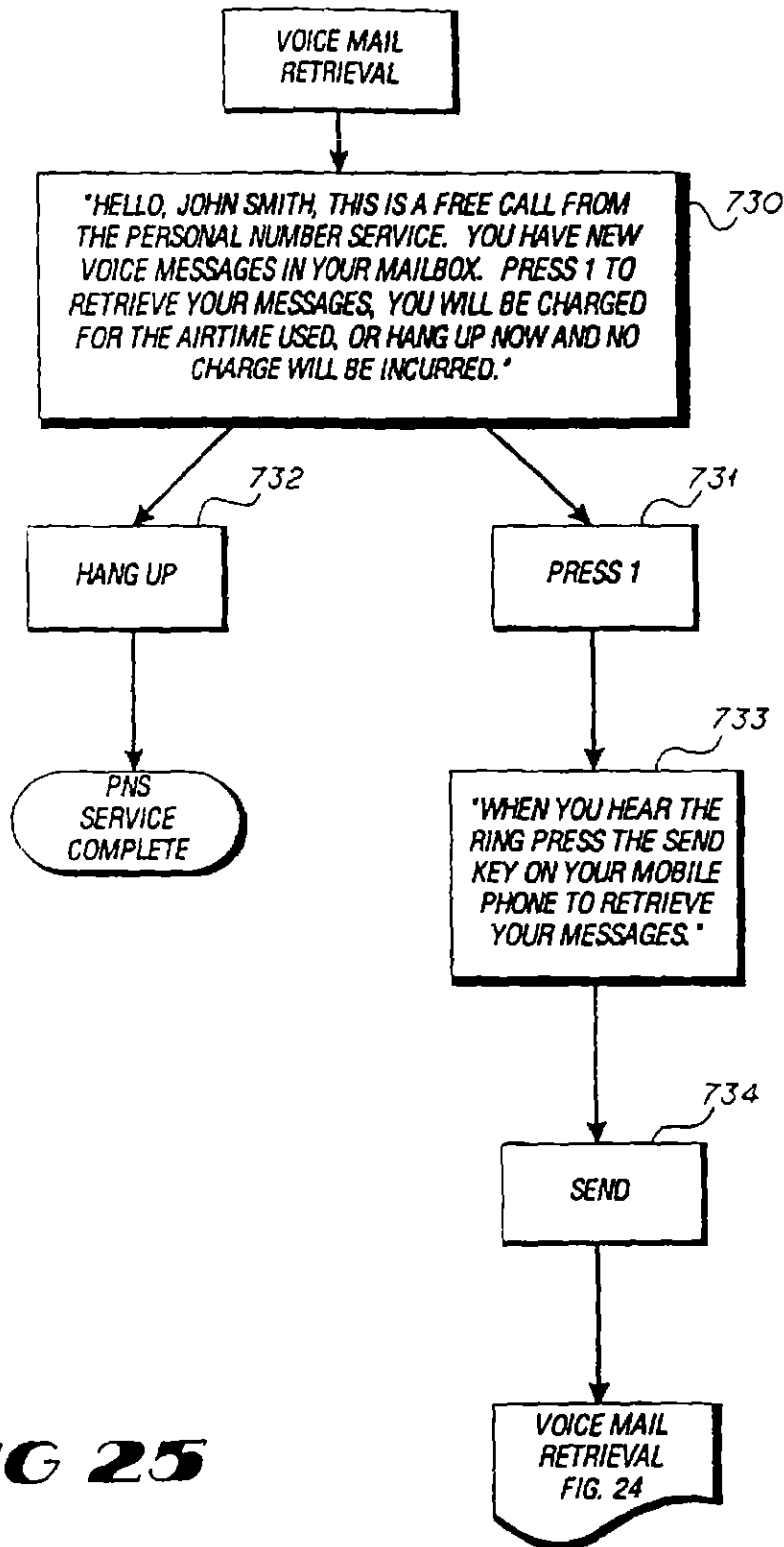 VOICE MAIL
RETRIEVAL
"HELLO, JOHN SMITH, THIS IS A FREE CALL FROM
THE PERSONAL NUMBER SERVICE. YOU HAVE NEW
VOICE MESSAGES IN YOUR MAILBOX. PRESS 1 TO
RETRIEVE YOUR MESSAGES, YOU WILL BE CHARGED
FOR THE AIRTIME USED, OR HANG UP NOW AND NO
CHARGE WILL BE INCURRED."
730
732
HANG UP
731
PRESS 1
PNS
SERVICE
COMPLETE
733
"WHEN YOU HEAR THE
RING PRESS THE SEND
KEY ON YOUR MOBILE
PHONE TO RETRIEVE
YOUR MESSAGES."
734
SEND
VOICE MAIL
RETRIEVAL
FIG. 24
G 25